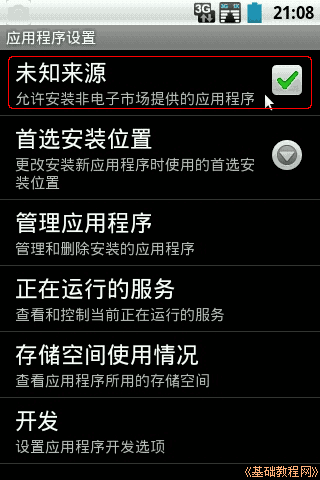 3G 3G 1X 21:08
应用程序设置
未知来源
允许安装非电子市场提供的应用程序
首选安装位置
更改安装新应用程序时使用的首选安
装位置
管理应用程序
管理和删除安装的应用程序
正在运行的服务
查看和控制当前正在运行的服务
存储空间使用情况
查看应用程序所用的存储空间
开发
设置应用程序开发选项
《基础教程网》